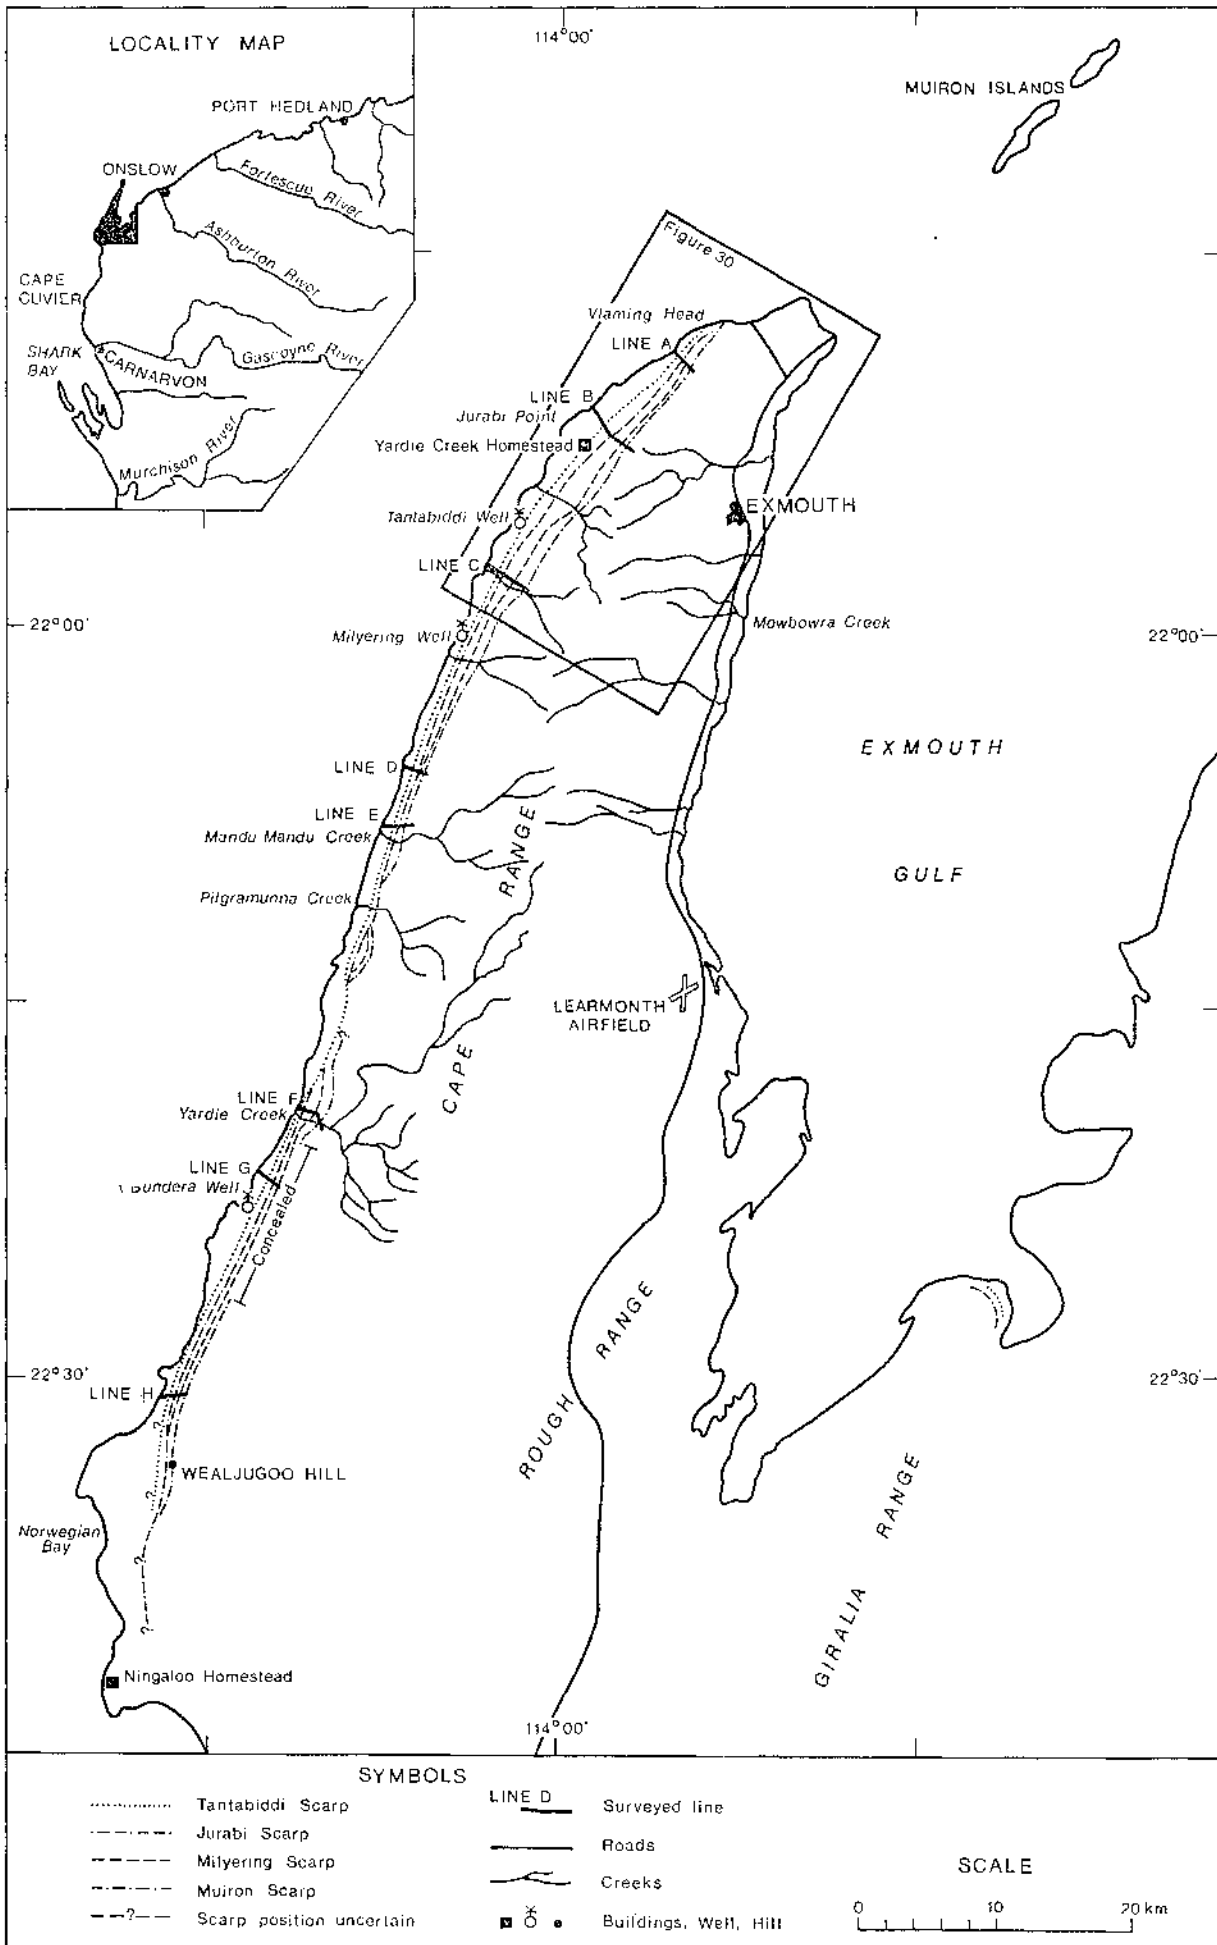 LOCALITY MAP
PORT HEDLAND
ONSLOW
Fortescue River
Ashburton River
CAPE
CUVIER
SHARK
BAY
CARNARVON
Gascoyne River
Murchison River
114°00'
MUIRON ISLANDS
Figure 30
Vlaming Head
LINE A
LINE B
Jurabi Point
Yardie Creek Homestead
Tantabiddi Well
EXMOUTH
LINE C
22°00'
Milyering Well
Mowbowra Creek
22°00'
EXMOUTH
GULF
LINE D
LINE E
Mandu Mandu Creek
Pilgramunna Creek
CAPE RANGE
LEARMONTH
AIRFIELD
?
LINE F
Yardie Creek
LINE G
Bundera Well
Concealed
ROUGH RANGE
22°30'
22°30'
LINE H
?
WEALJUGOO HILL
?
Norwegian
Bay
?
?
GIRALIA RANGE
Ningaloo Homestead
114°00'
SYMBOLS
Tantabiddi Scarp
Jurabi Scarp
Milyering Scarp
Muiron Scarp
?
Scarp position uncertain
LINE D
Surveyed line
Roads
Creeks
Buildings, Well, Hill
SCALE
0 10 20 km